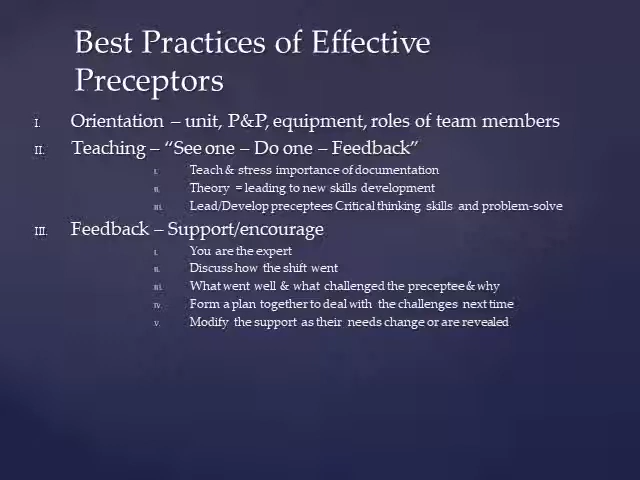 Best Practices of Effective
Preceptors
I. Orientation – unit, P&P, equipment, roles of team members
II. Teaching – “See one – Do one – Feedback”
I. Teach & stress importance of documentation
II. Theory = leading to new skills development
III. Lead/Develop preceptees Critical thinking skills and problem-solve
III. Feedback – Support/encourage
I. You are the expert
II. Discuss how the shift went
III. What went well & what challenged the preceptee & why
IV. Form a plan together to deal with the challenges next time
V. Modify the support as their needs change or are revealed